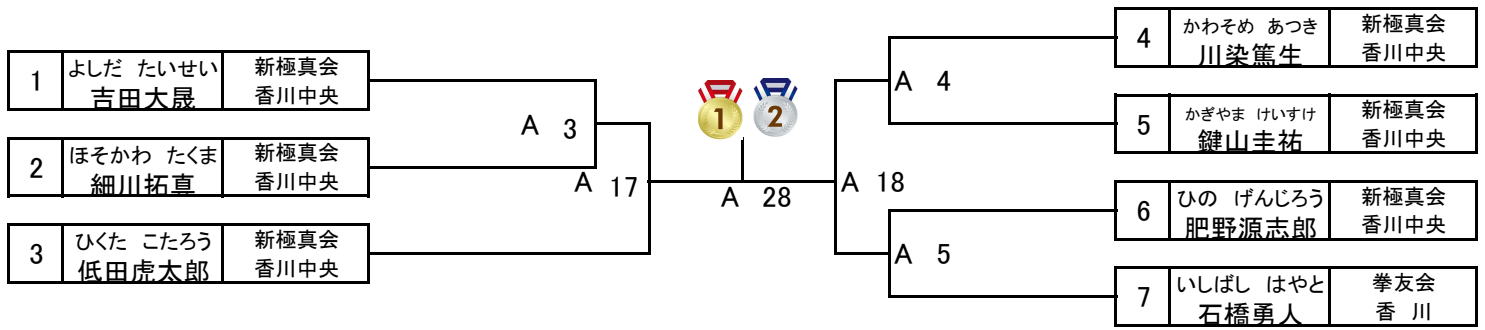 1
よしだ たいせい
吉田大晟
新極真会
香川中央
2
ほそかわ たくま
細川拓真
新極真会
香川中央
3
ひくた こたろう
低田虎太郎
新極真会
香川中央
A 3
A 17
1
2
A 28
A 18
A 4
A 5
4
かわそめ あつき
川染篤生
新極真会
香川中央
5
かぎやま けいすけ
鍵山圭祐
新極真会
香川中央
6
ひの げんじろう
肥野源志郎
新極真会
香川中央
7
いしばし はやと
石橋勇人
拳友会
香 川